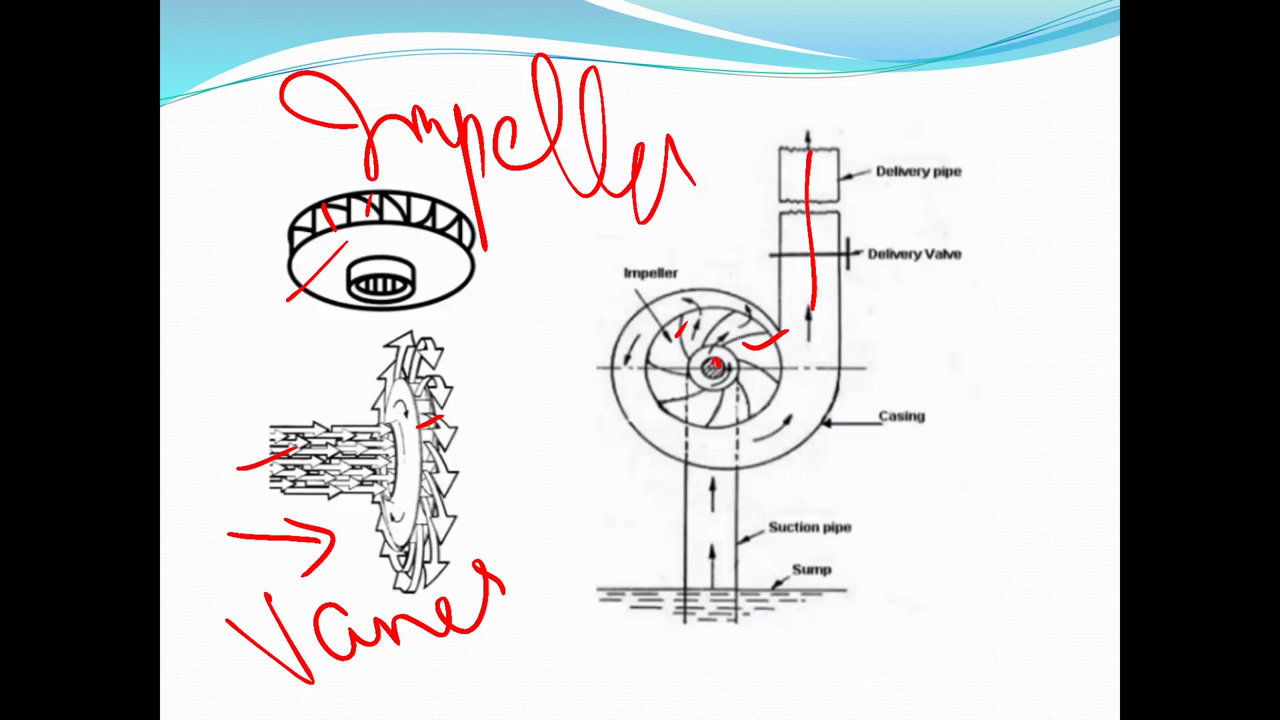 Impeller
Delivery pipe
Delivery Valve
Impeller
Casing
Suction pipe
Sump
Vanes